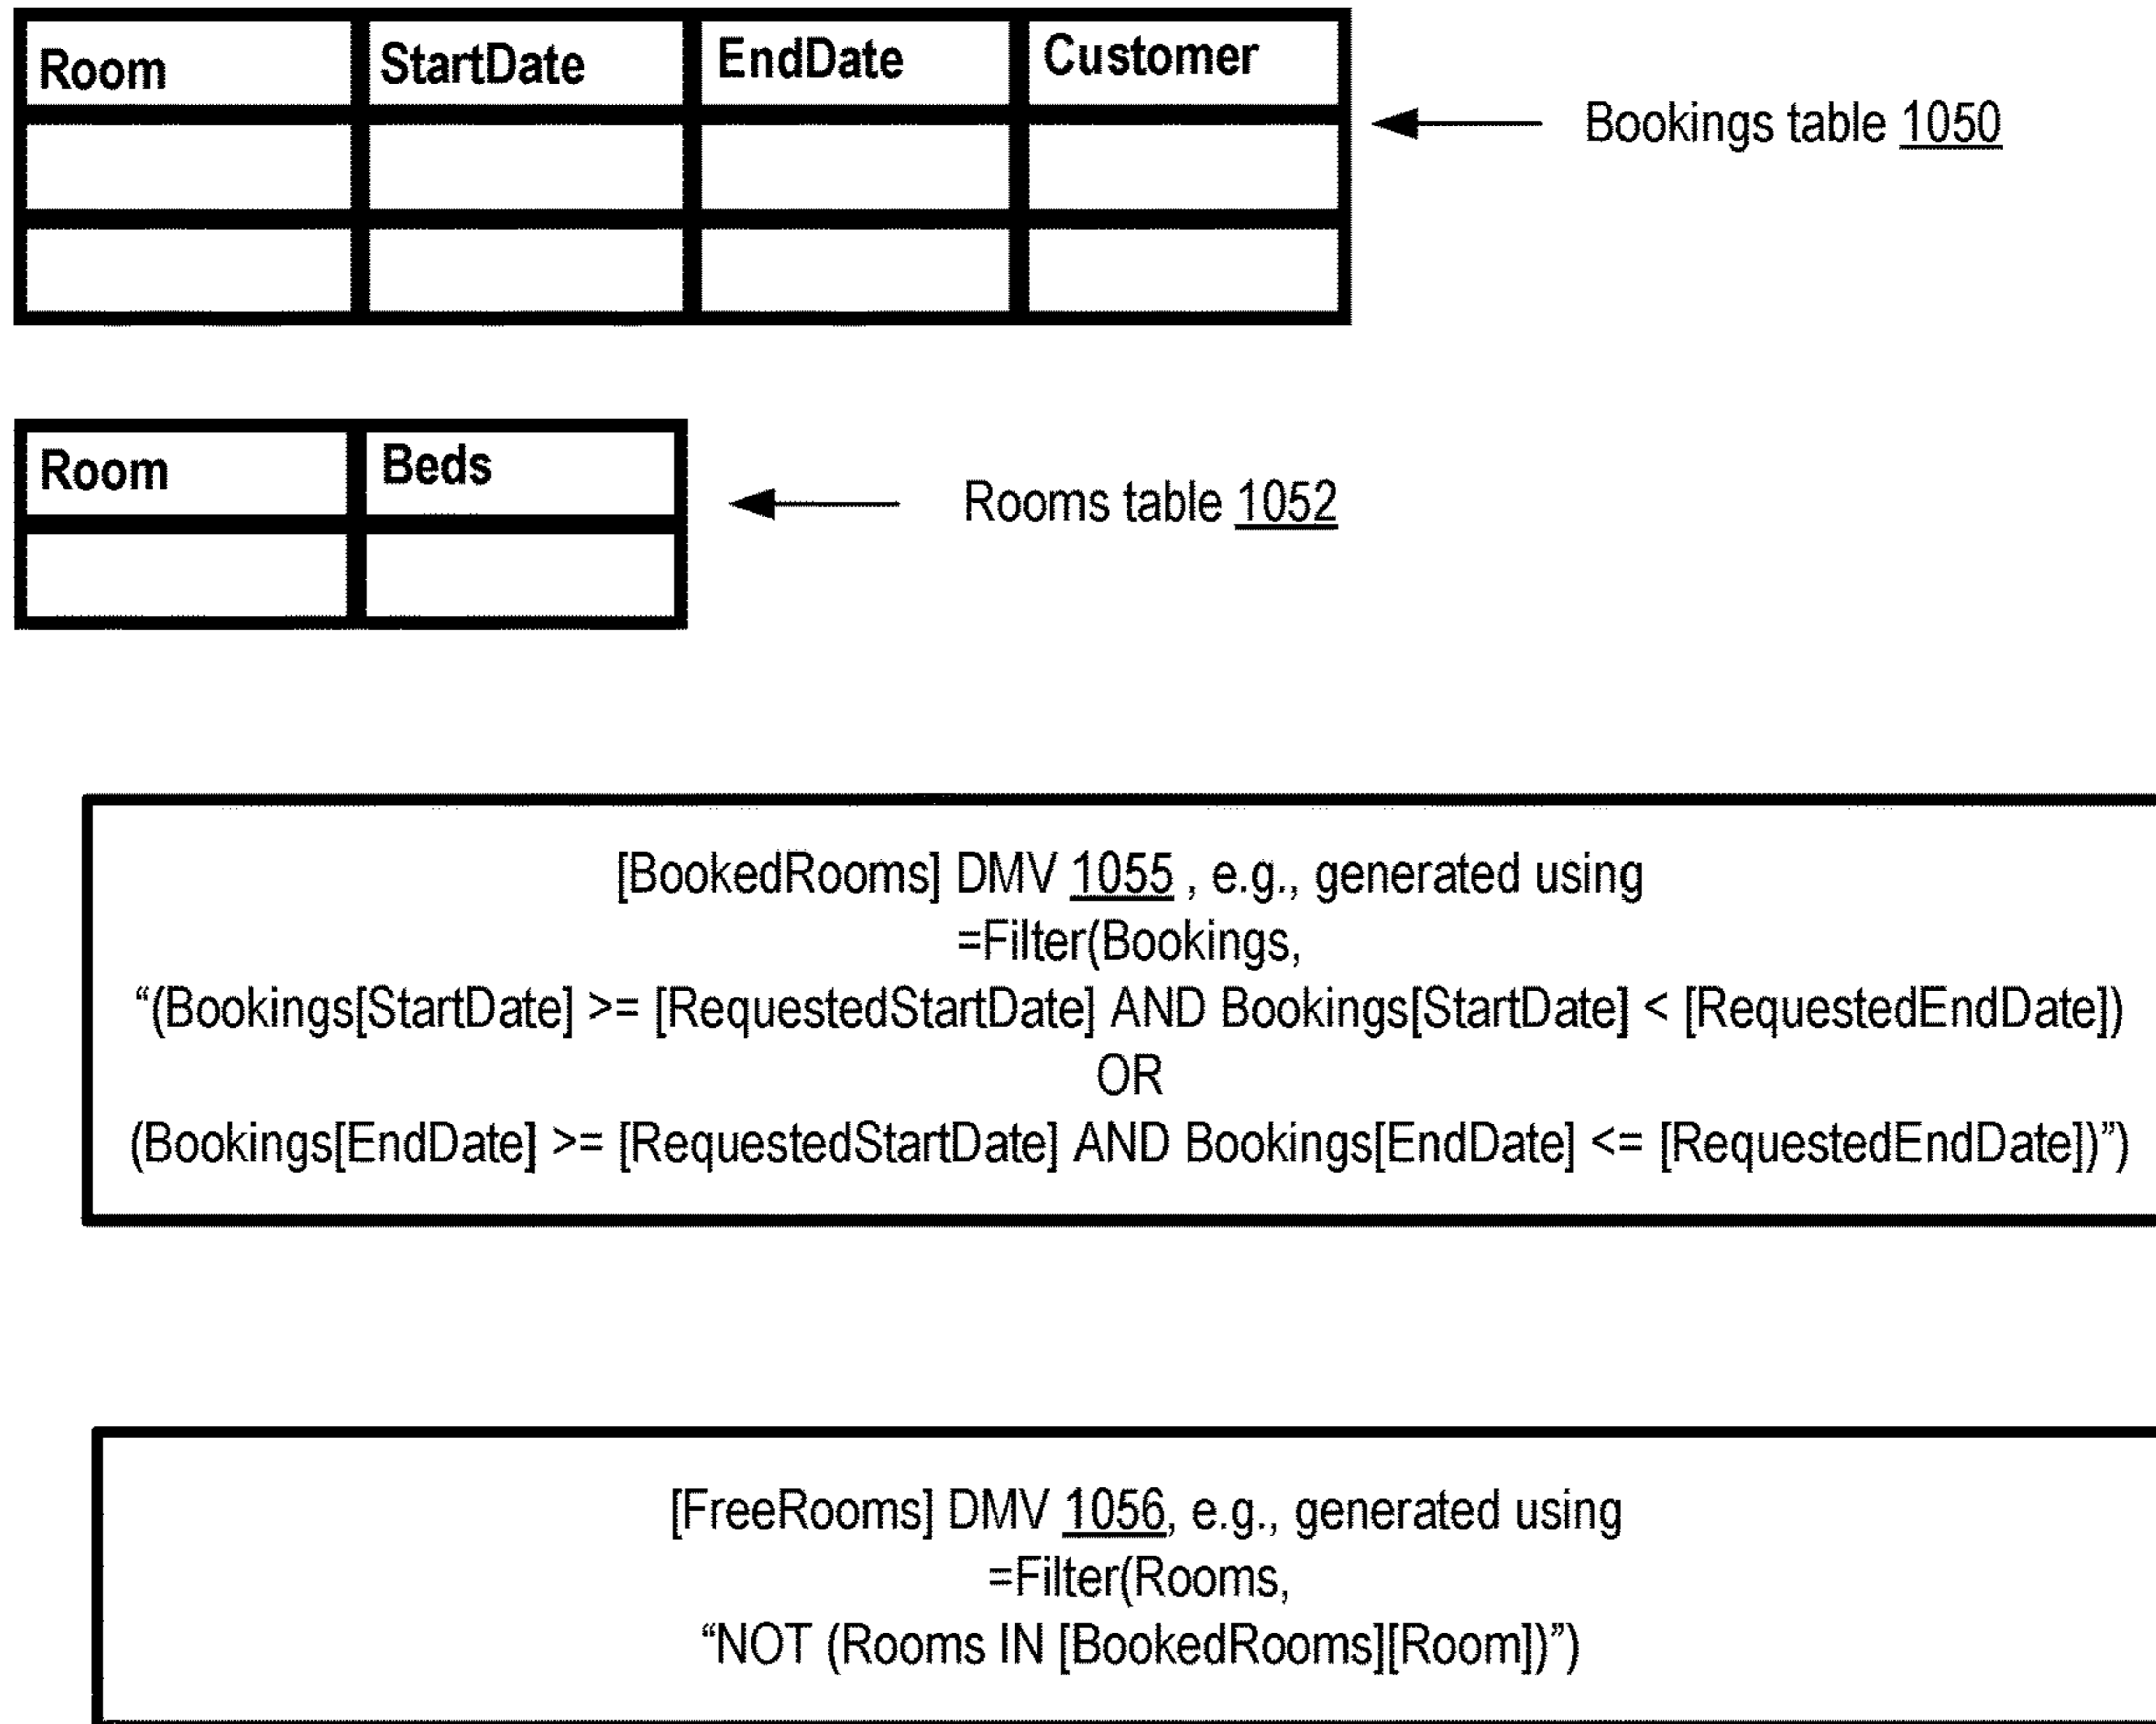 Room StartDate EndDate Customer
Bookings table 1050
Room Beds
Rooms table 1052
[BookedRooms] DMV 1055 , e.g., generated using
=Filter(Bookings,
“(Bookings[StartDate] >= [RequestedStartDate] AND Bookings[StartDate] < [RequestedEndDate])
OR
(Bookings[EndDate] >= [RequestedStartDate] AND Bookings[EndDate] <= [RequestedEndDate])”)
[FreeRooms] DMV 1056, e.g., generated using
=Filter(Rooms,
“NOT (Rooms IN [BookedRooms][Room])”)